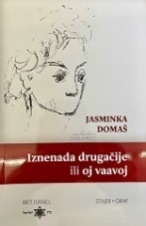 JASMINKA
DOMAŠ
Iznenada drugačije
ili oj vaavoj
BET ISRAEL
STAJER • GRAF